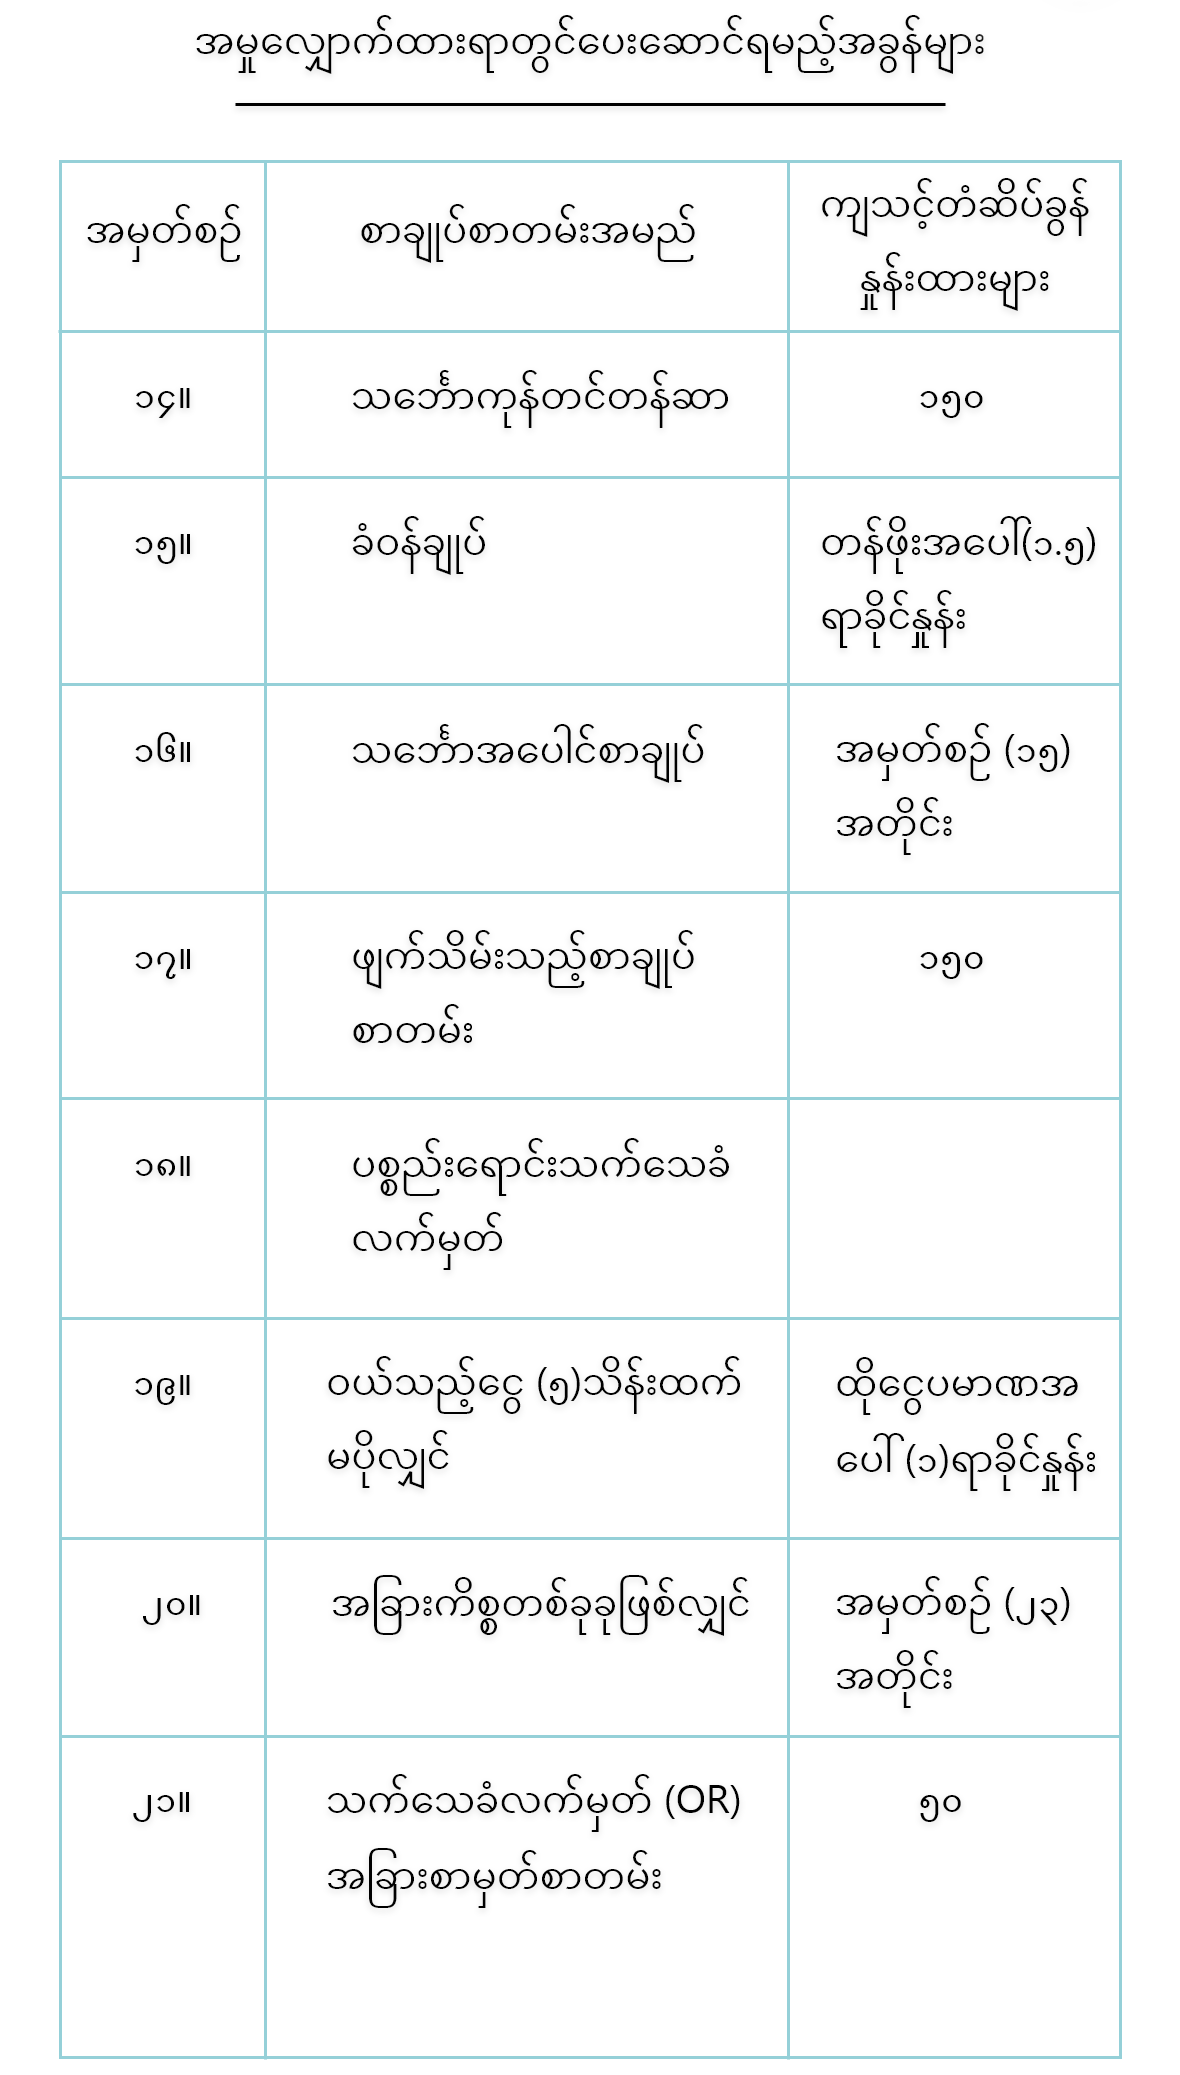 အမှုလျှောက်ထားရာတွင်ပေးဆောင်ရမည့်အခွန်များ
အမှတ်စဉ်
စာချုပ်စာတမ်းအမည်
ကျသင့်တံဆိပ်ခွန်
နှုန်းထားများ
၁၄။
သင်္ဘောကုန်တင်တန်ဆာ
၁၅၀
၁၅။
ခံဝန်ချုပ်
တန်ဖိုးအပေါ်(၁.၅)
ရာခိုင်နှုန်း
၁၆။
သင်္ဘောအပေါင်စာချုပ်
အမှတ်စဉ် (၁၅)
အတိုင်း
၁၇။
ဖျက်သိမ်းသည့်စာချုပ်
စာတမ်း
၁၅၀
၁၈။
ပစ္စည်းရောင်းသက်သေခံ
လက်မှတ်
၁၉။
ဝယ်သည့်ငွေ (၅)သိန်းထက်
မပိုလျှင်
ထိုငွေပမာဏအ
ပေါ် (၁)ရာခိုင်နှုန်း
၂၀။
အခြားကိစ္စတစ်ခုခုဖြစ်လျှင်
အမှတ်စဉ် (၂၃)
အတိုင်း
၂၁။
သက်သေခံလက်မှတ် (OR)
အခြားစာမှတ်စာတမ်း
၅၀